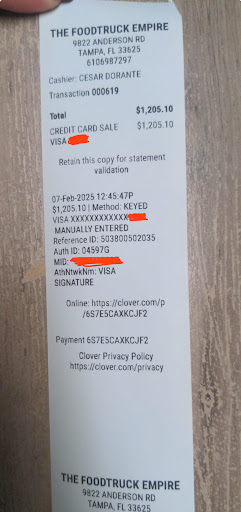 THE FOODTRUCK EMPIRE
9822 ANDERSON RD
TAMPA, FL 33625
6106987297
Cashier: CESAR DORANTE
Transaction 000619
Total $1,205.10
CREDIT CARD SALE $1,205.10
VISA
Retain this copy for statement
validation
07-Feb-2025 12:45:47P
$1,205.10 | Method: KEYED
VISA XXXXXXXXXXXX
MANUALLY ENTERED
Reference ID: 503800502035
Auth ID: 04597G
MID:
AthNtwkNm: VISA
SIGNATURE
Online: https://clover.com/p
/6S7E5CAXKCJF2
Payment 6S7E5CAXKCJF2
Clover Privacy Policy
https://clover.com/privacy
THE FOODTRUCK EMPIRE
9822 ANDERSON RD
TAMPA, FL 33625